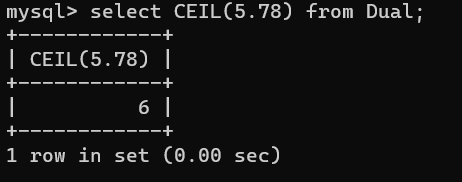 mysql> select CEIL(5.78) from Dual;
+------------+
| CEIL(5.78) |
+------------+
|          6 |
+------------+
1 row in set (0.00 sec)